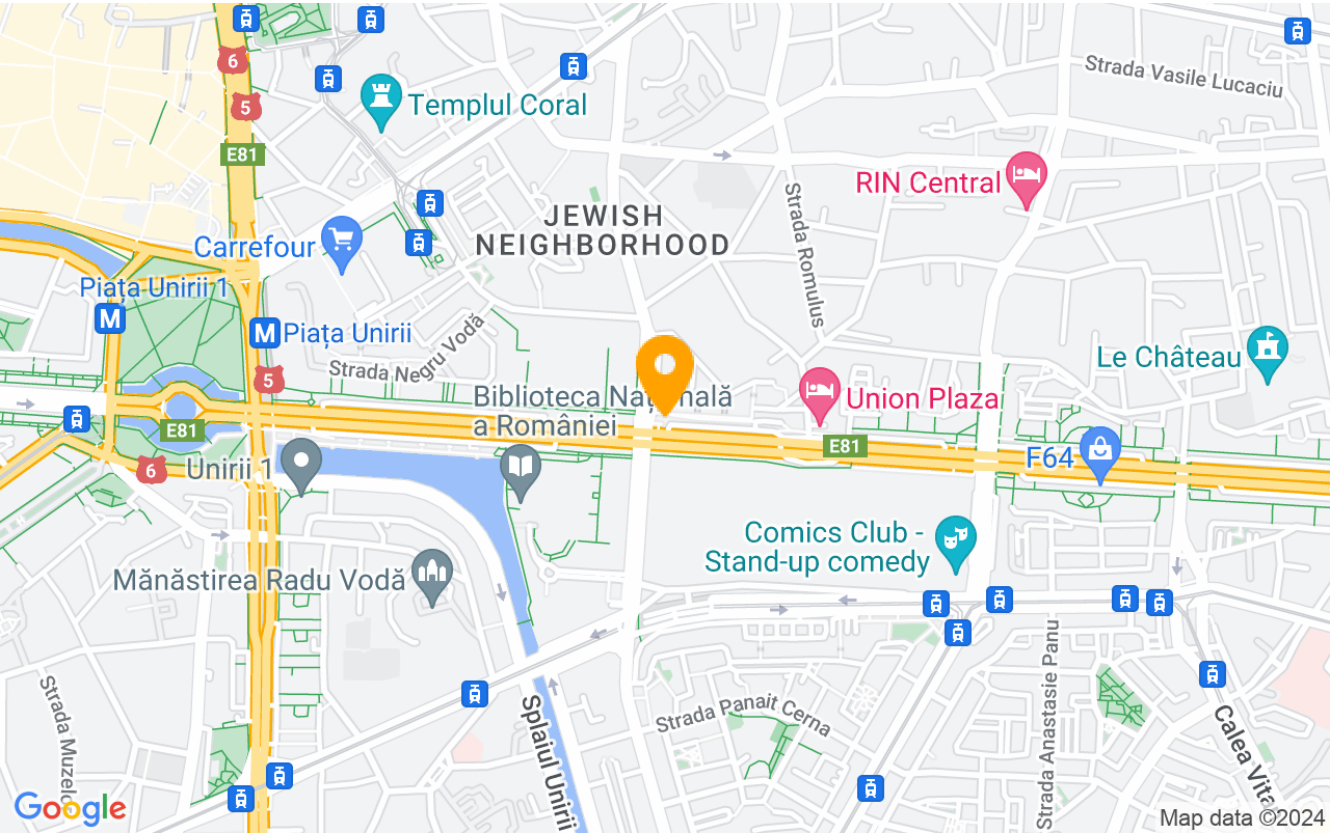 6
Strada Vasile Lucaciu
Templul Coral
5
E81
RIN Central
Strada Romulus
JEWISH
NEIGHBORHOOD
Carrefour
Piața Unirii 1
M
M
Piața Unirii
Strada Negru Vodă
Le Château
5
Biblioteca Națională
a României
Union Plaza
E81
E81
F64
6
Unirii 1
Comics Club -
Stand-up comedy
Mănăstirea Radu Vodă
Strada Anastasie Panu
Strada Panait Cerna
Splaiul Unirii
Calea Vita
Google
Map data ©2024